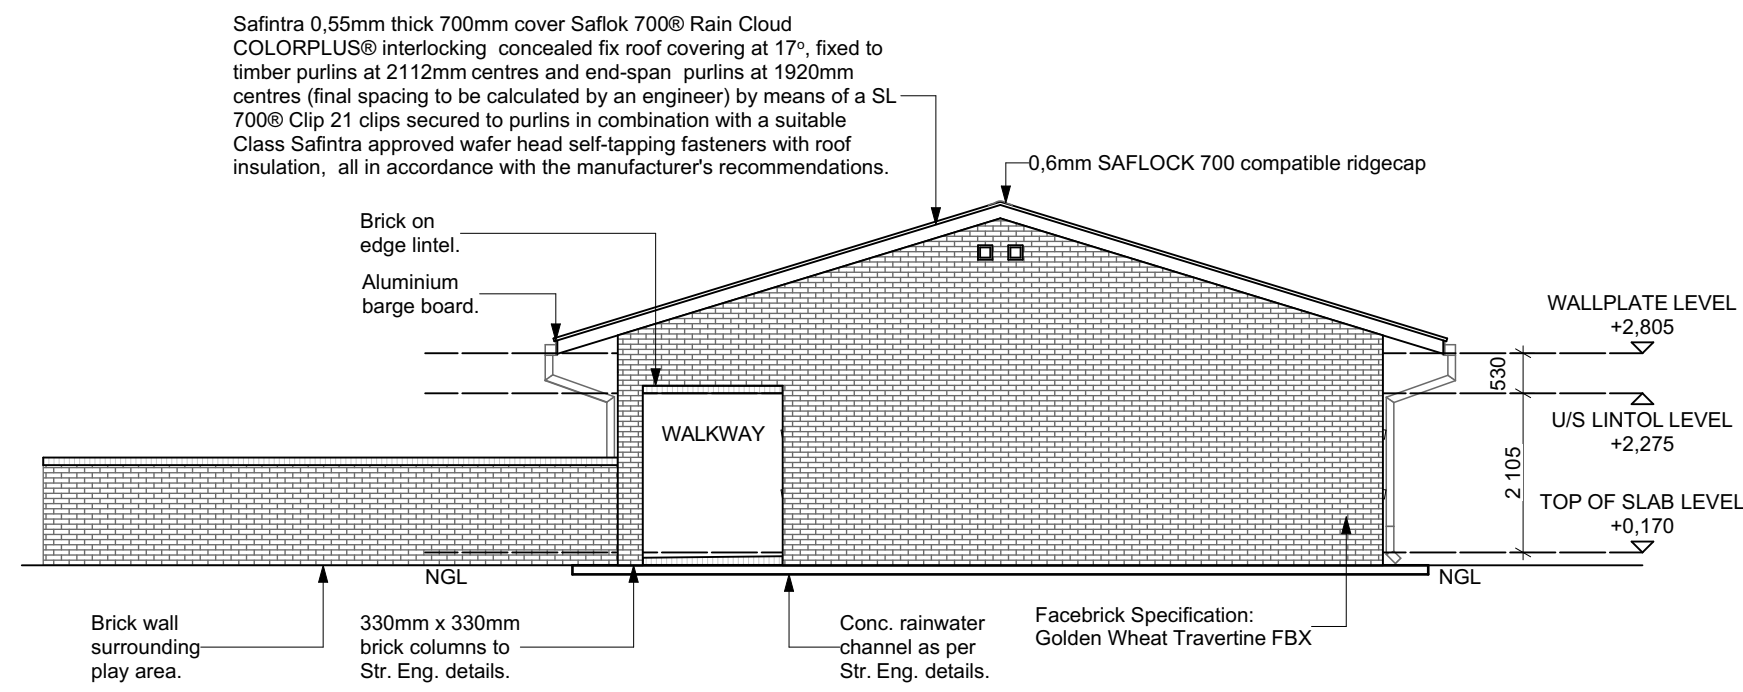 Safintra 0,55mm thick 700mm cover Saflok 700® Rain Cloud
COLORPLUS® interlocking concealed fix roof covering at 17°, fixed to
timber purlins at 2112mm centres and end-span purlins at 1920mm
centres (final spacing to be calculated by an engineer) by means of a SL
700® Clip 21 clips secured to purlins in combination with a suitable
Class Safintra approved wafer head self-tapping fasteners with roof
insulation, all in accordance with the manufacturer's recommendations.
0,6mm SAFLOCK 700 compatible ridgecap
Brick on
edge lintel.
Aluminium
barge board.
WALLPLATE LEVEL
+2,805
530
U/S LINTOL LEVEL
+2,275
WALKWAY
2 105
TOP OF SLAB LEVEL
+0,170
NGL
NGL
Brick wall
surrounding
play area.
330mm x 330mm
brick columns to
Str. Eng. details.
Conc. rainwater
channel as per
Str. Eng. details.
Facebrick Specification:
Golden Wheat Travertine FBX